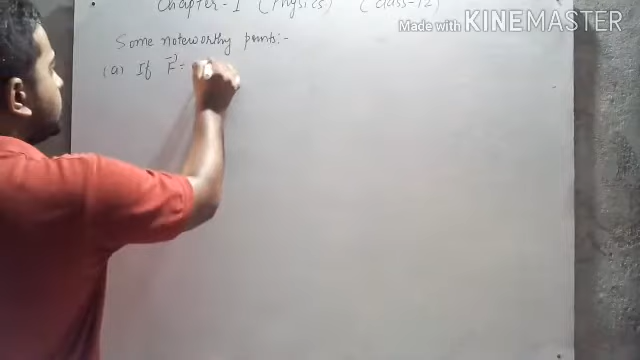 Chapter-1 (Physics) (Class-12)
Made with KINEMASTER
Some noteworthy points:-
(a) If F⃗ =